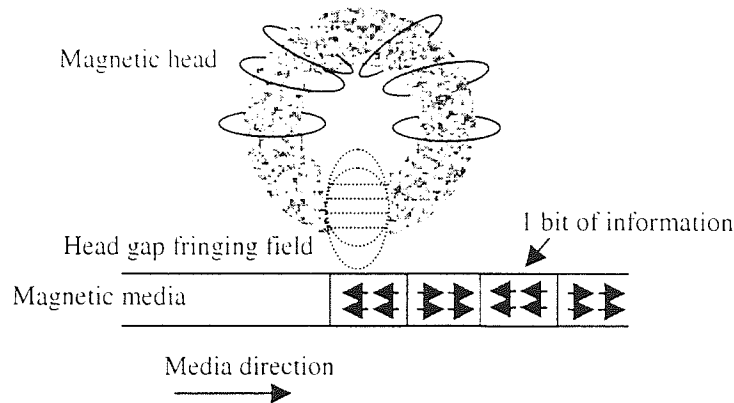 Magnetic head
1 bit of information
Head gap fringing field
Magnetic media
Media direction